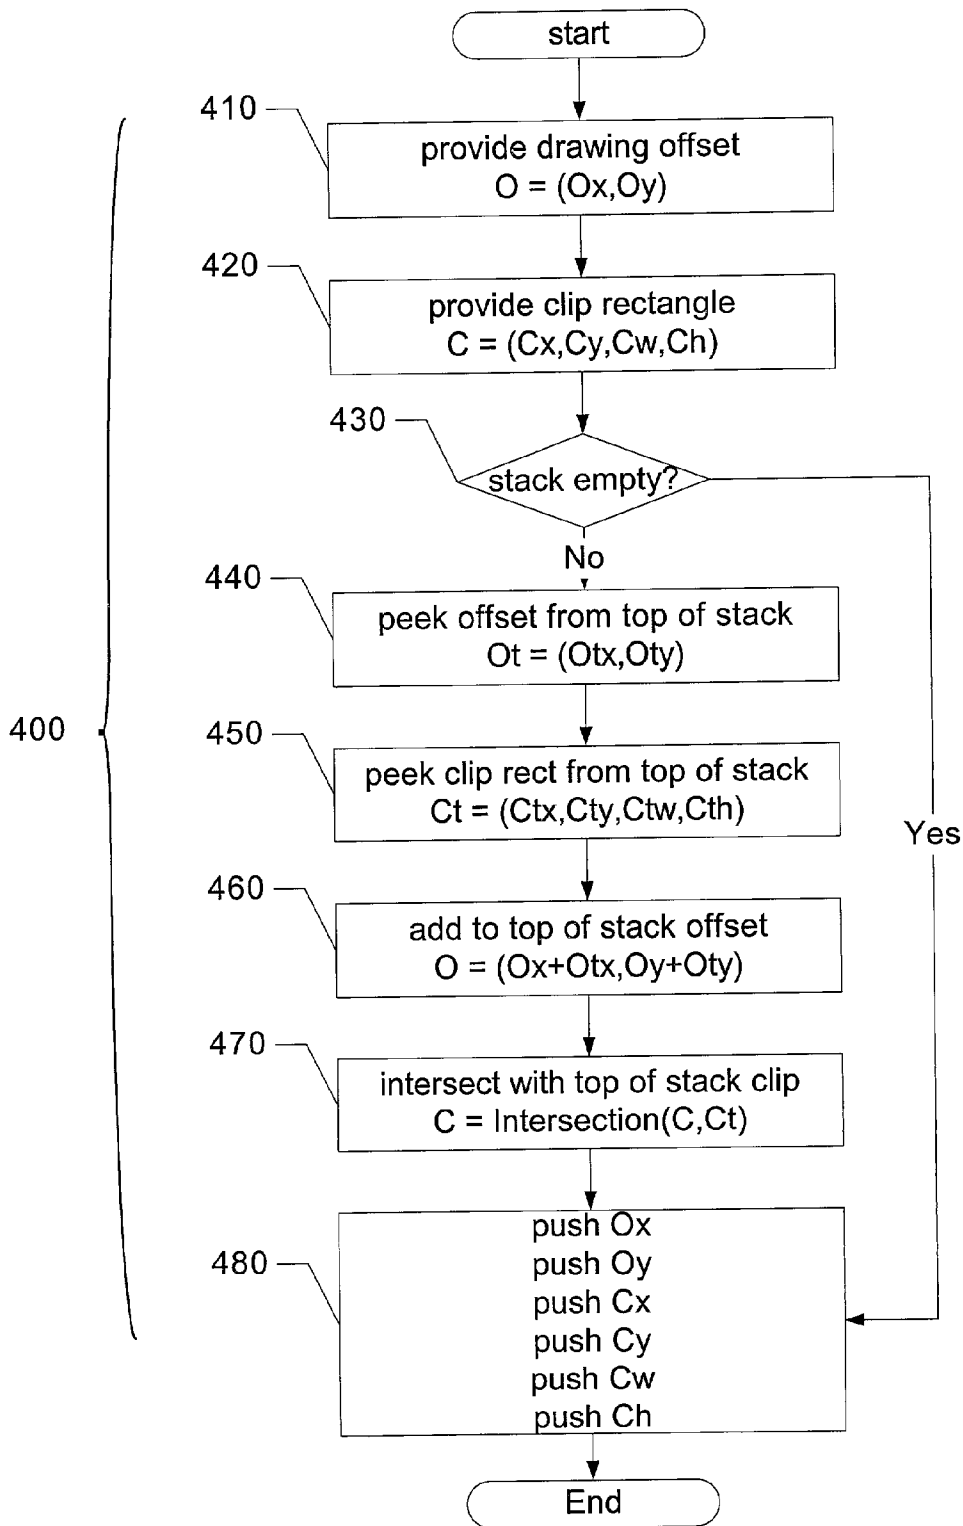 start
410
provide drawing offset
O = (Ox,Oy)
420
provide clip rectangle
C = (Cx,Cy,Cw,Ch)
430
stack empty?
No
440
peek offset from top of stack
Ot = (Otx,Oty)
400
450
peek clip rect from top of stack
Ct = (Ctx,Cty,Ctw,Cth)
Yes
460
add to top of stack offset
O = (Ox+Otx,Oy+Oty)
470
intersect with top of stack clip
C = Intersection(C,Ct)
480
push Ox
push Oy
push Cx
push Cy
push Cw
push Ch
End